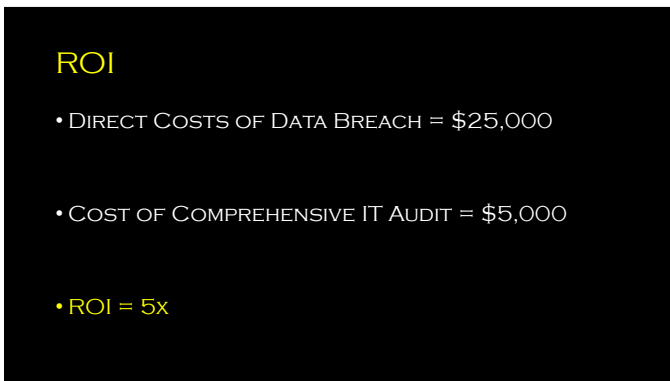 ROI
• Direct Costs of Data Breach = $25,000
• Cost of Comprehensive IT Audit = $5,000
• ROI = 5x